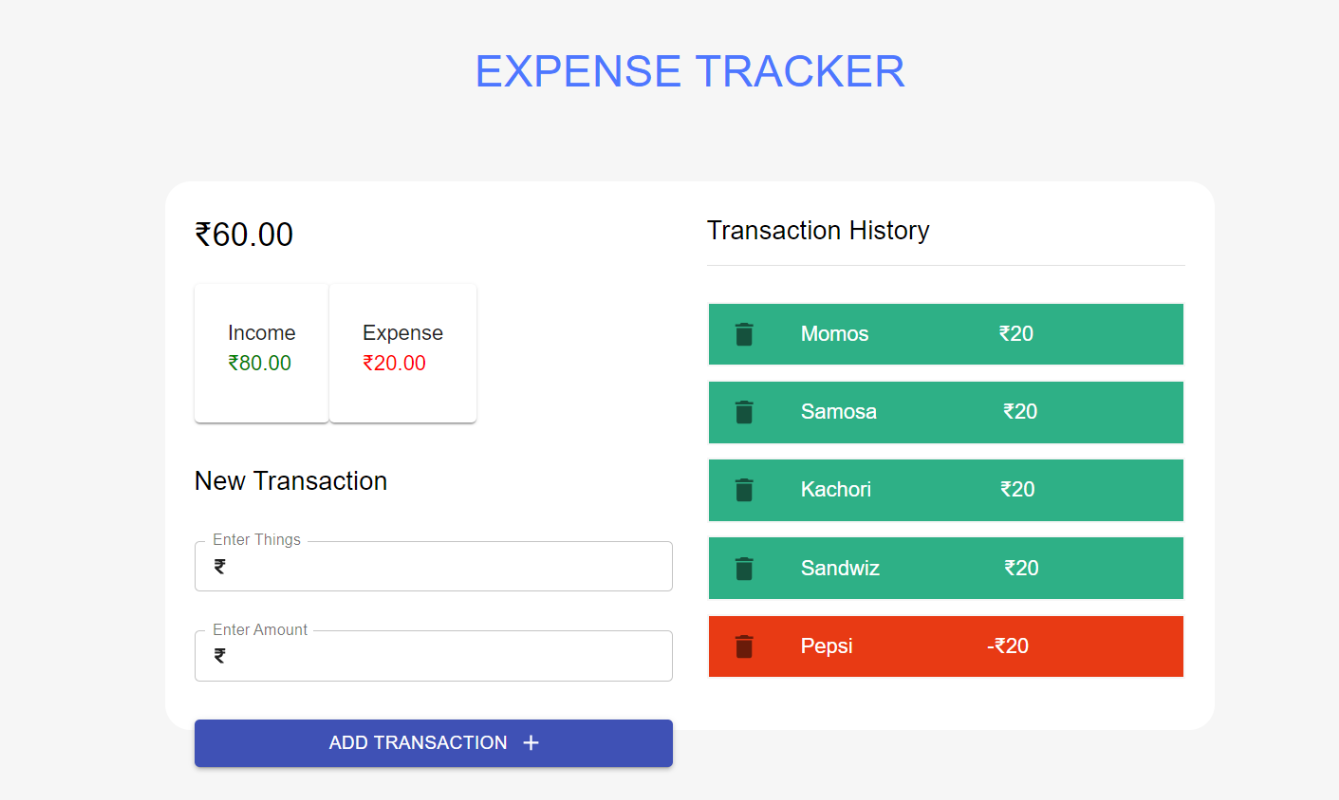 EXPENSE TRACKER
₹60.00
Income
₹80.00
Expense
₹20.00
New Transaction
Enter Things
₹
Enter Amount
₹
ADD TRANSACTION +
Transaction History
Momos ₹20
Samosa ₹20
Kachori ₹20
Sandwiz ₹20
Pepsi -₹20